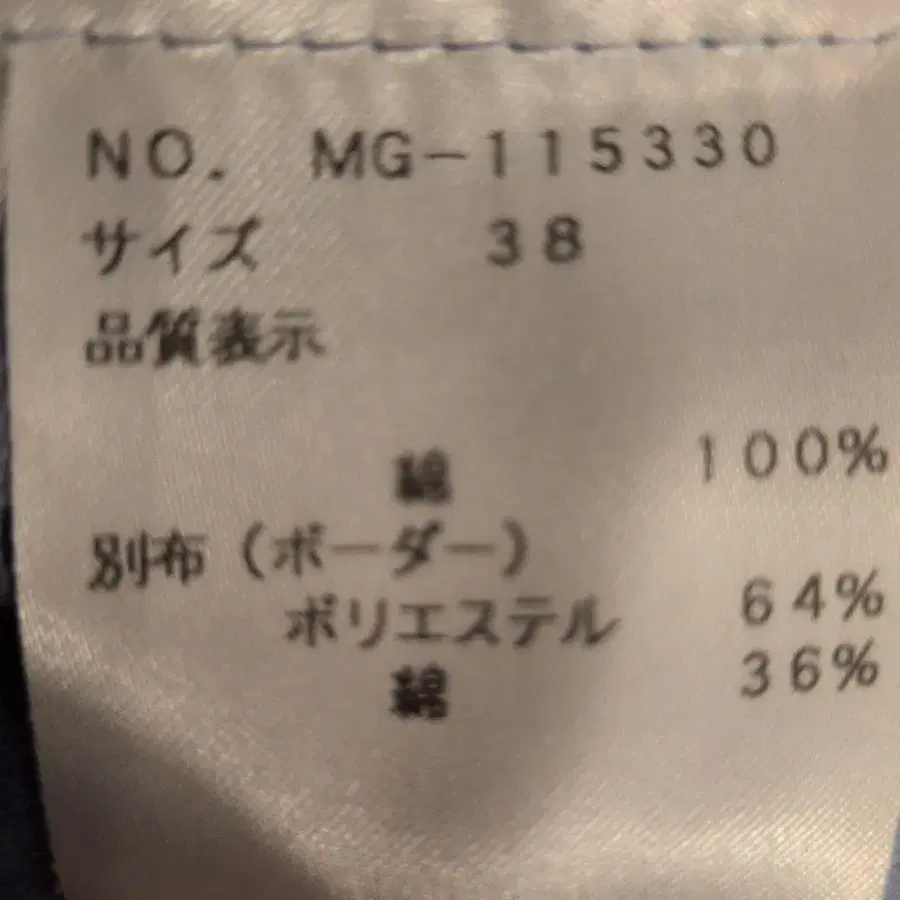 NO. MG-115330
サイズ 38
品質表示
綿 100%
別布(ボーダー)
ポリエステル 64%
綿 36%